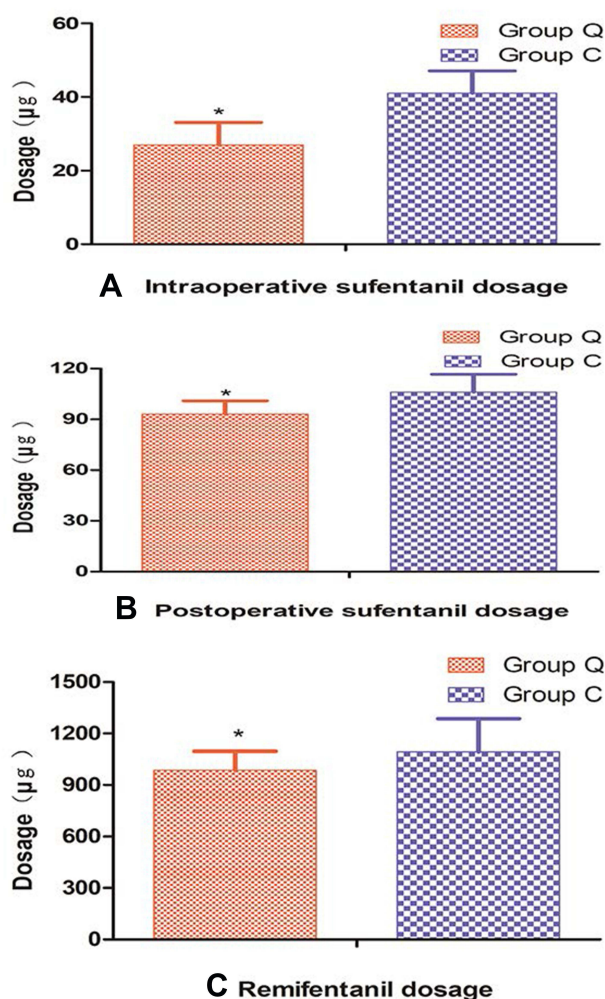 Group Q
Group C
60
40
20
0
Dosage (μg)
*
A Intraoperative sufentanil dosage
Group Q
Group C
120
90
60
30
0
Dosage (μg)
*
B Postoperative sufentanil dosage
Group Q
Group C
1500
1200
900
600
300
0
Dosage (μg)
*
C Remifentanil dosage